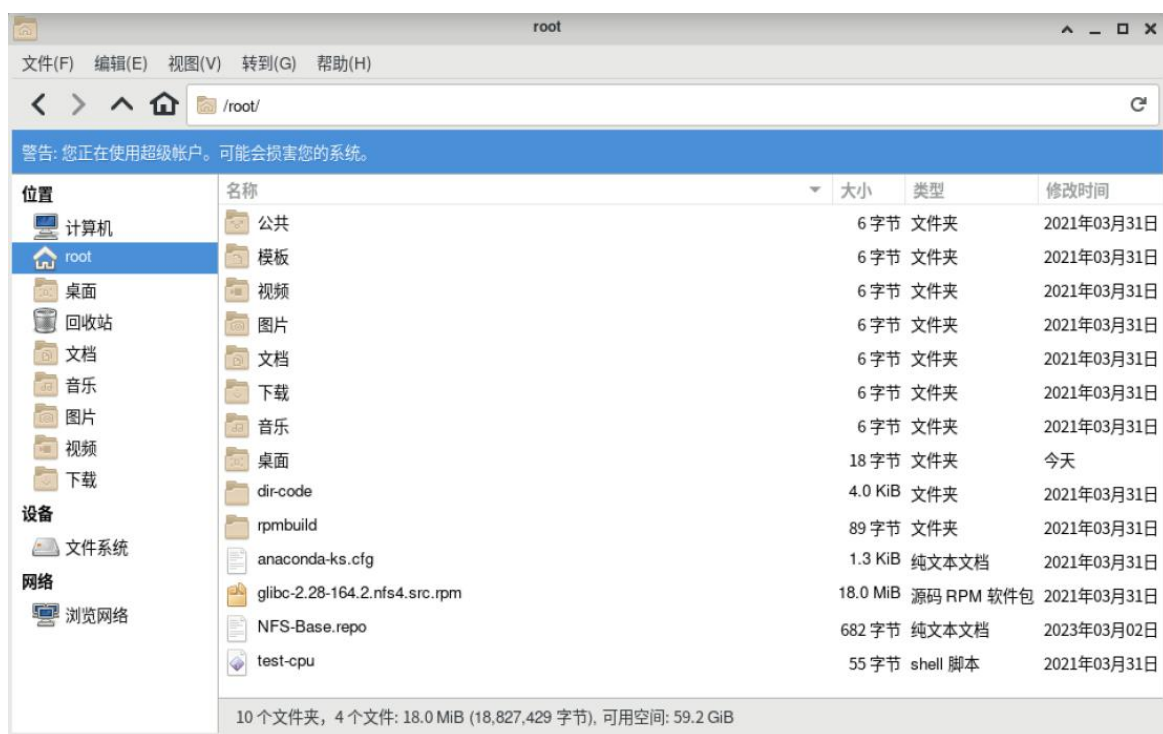 root
文件(F) 编辑(E) 视图(V) 转到(G) 帮助(H)
/root/
警告: 您正在使用超级帐户。可能会损害您的系统。
位置
计算机
root
桌面
回收站
文档
音乐
图片
视频
下载
设备
文件系统
网络
浏览网络
名称 大小 类型 修改时间
公共 6 字节 文件夹 2021年03月31日
模板 6 字节 文件夹 2021年03月31日
视频 6 字节 文件夹 2021年03月31日
图片 6 字节 文件夹 2021年03月31日
文档 6 字节 文件夹 2021年03月31日
下载 6 字节 文件夹 2021年03月31日
音乐 6 字节 文件夹 2021年03月31日
桌面 18 字节 文件夹 今天
dir-code 4.0 KiB 文件夹 2021年03月31日
rpmbuild 89 字节 文件夹 2021年03月31日
anaconda-ks.cfg 1.3 KiB 纯文本文档 2021年03月31日
glibc-2.28-164.2.nfs4.src.rpm 18.0 MiB 源码 RPM 软件包 2021年03月31日
NFS-Base.repo 682 字节 纯文本文档 2023年03月02日
test-cpu 55 字节 shell 脚本 2021年03月31日
10 个文件夹，4 个文件: 18.0 MiB (18,827,429 字节), 可用空间: 59.2 GiB